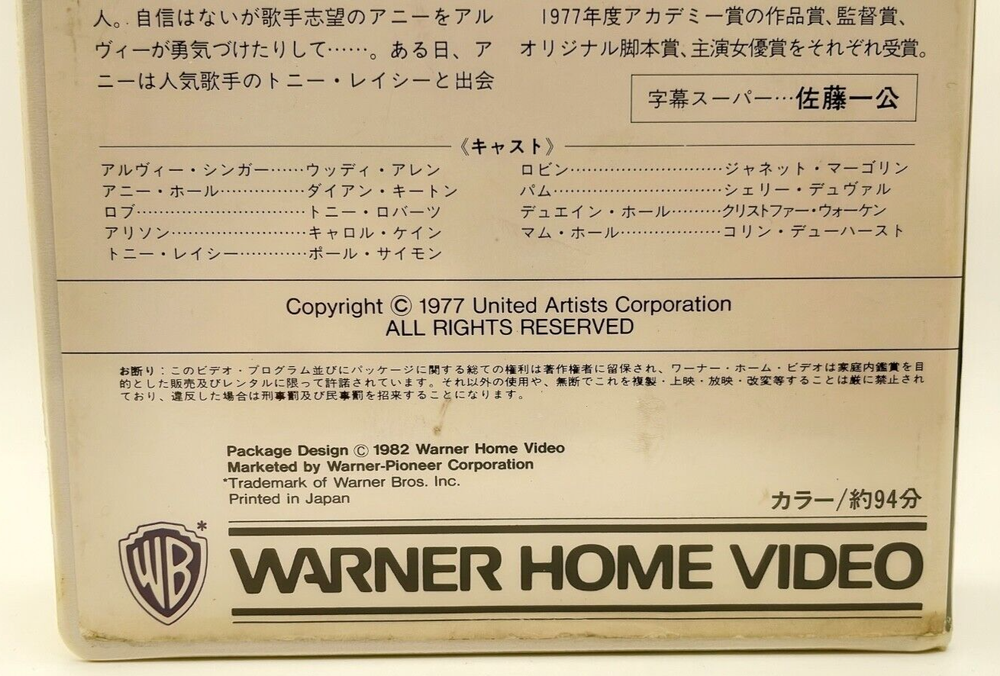 人。自信はないが歌手志望のアニーをアル
ヴィーが勇気づけたりして……。ある日、ア
ニーは人気歌手のトニー・レイシーと出会
1977年度アカデミー賞の作品賞、監督賞、
オリジナル脚本賞、主演女優賞をそれぞれ受賞。
字幕スーパー…佐藤一公
《キャスト》
アルヴィー・シンガー……ウッディ・アレン
アニー・ホール…………ダイアン・キートン
ロブ………………………トニー・ロバーツ
アリソン…………………キャロル・ケイン
トニー・レイシー…………ポール・サイモン
ロビン……………………ジャネット・マーゴリン
パム………………………シェリー・デュヴァル
デュエイン・ホール………クリストファー・ウォーケン
マム・ホール……………コリン・デューハースト
Copyright © 1977 United Artists Corporation
ALL RIGHTS RESERVED
お断り：このビデオ・プログラム並びにパッケージに関する総ての権利は著作権者に留保され、ワーナー・ホーム・ビデオは家庭内鑑賞を目
的とした販売及びレンタルに限って許諾されています。それ以外の使用や、無断でこれを複製・上映・放映・改変等することは厳に禁止され
ており、違反した場合は刑事罰及び民事罰を招来することになります。
Package Design © 1982 Warner Home Video
Marketed by Warner-Pioneer Corporation
*Trademark of Warner Bros. Inc.
Printed in Japan
カラー/約94分
WB*
WARNER HOME VIDEO